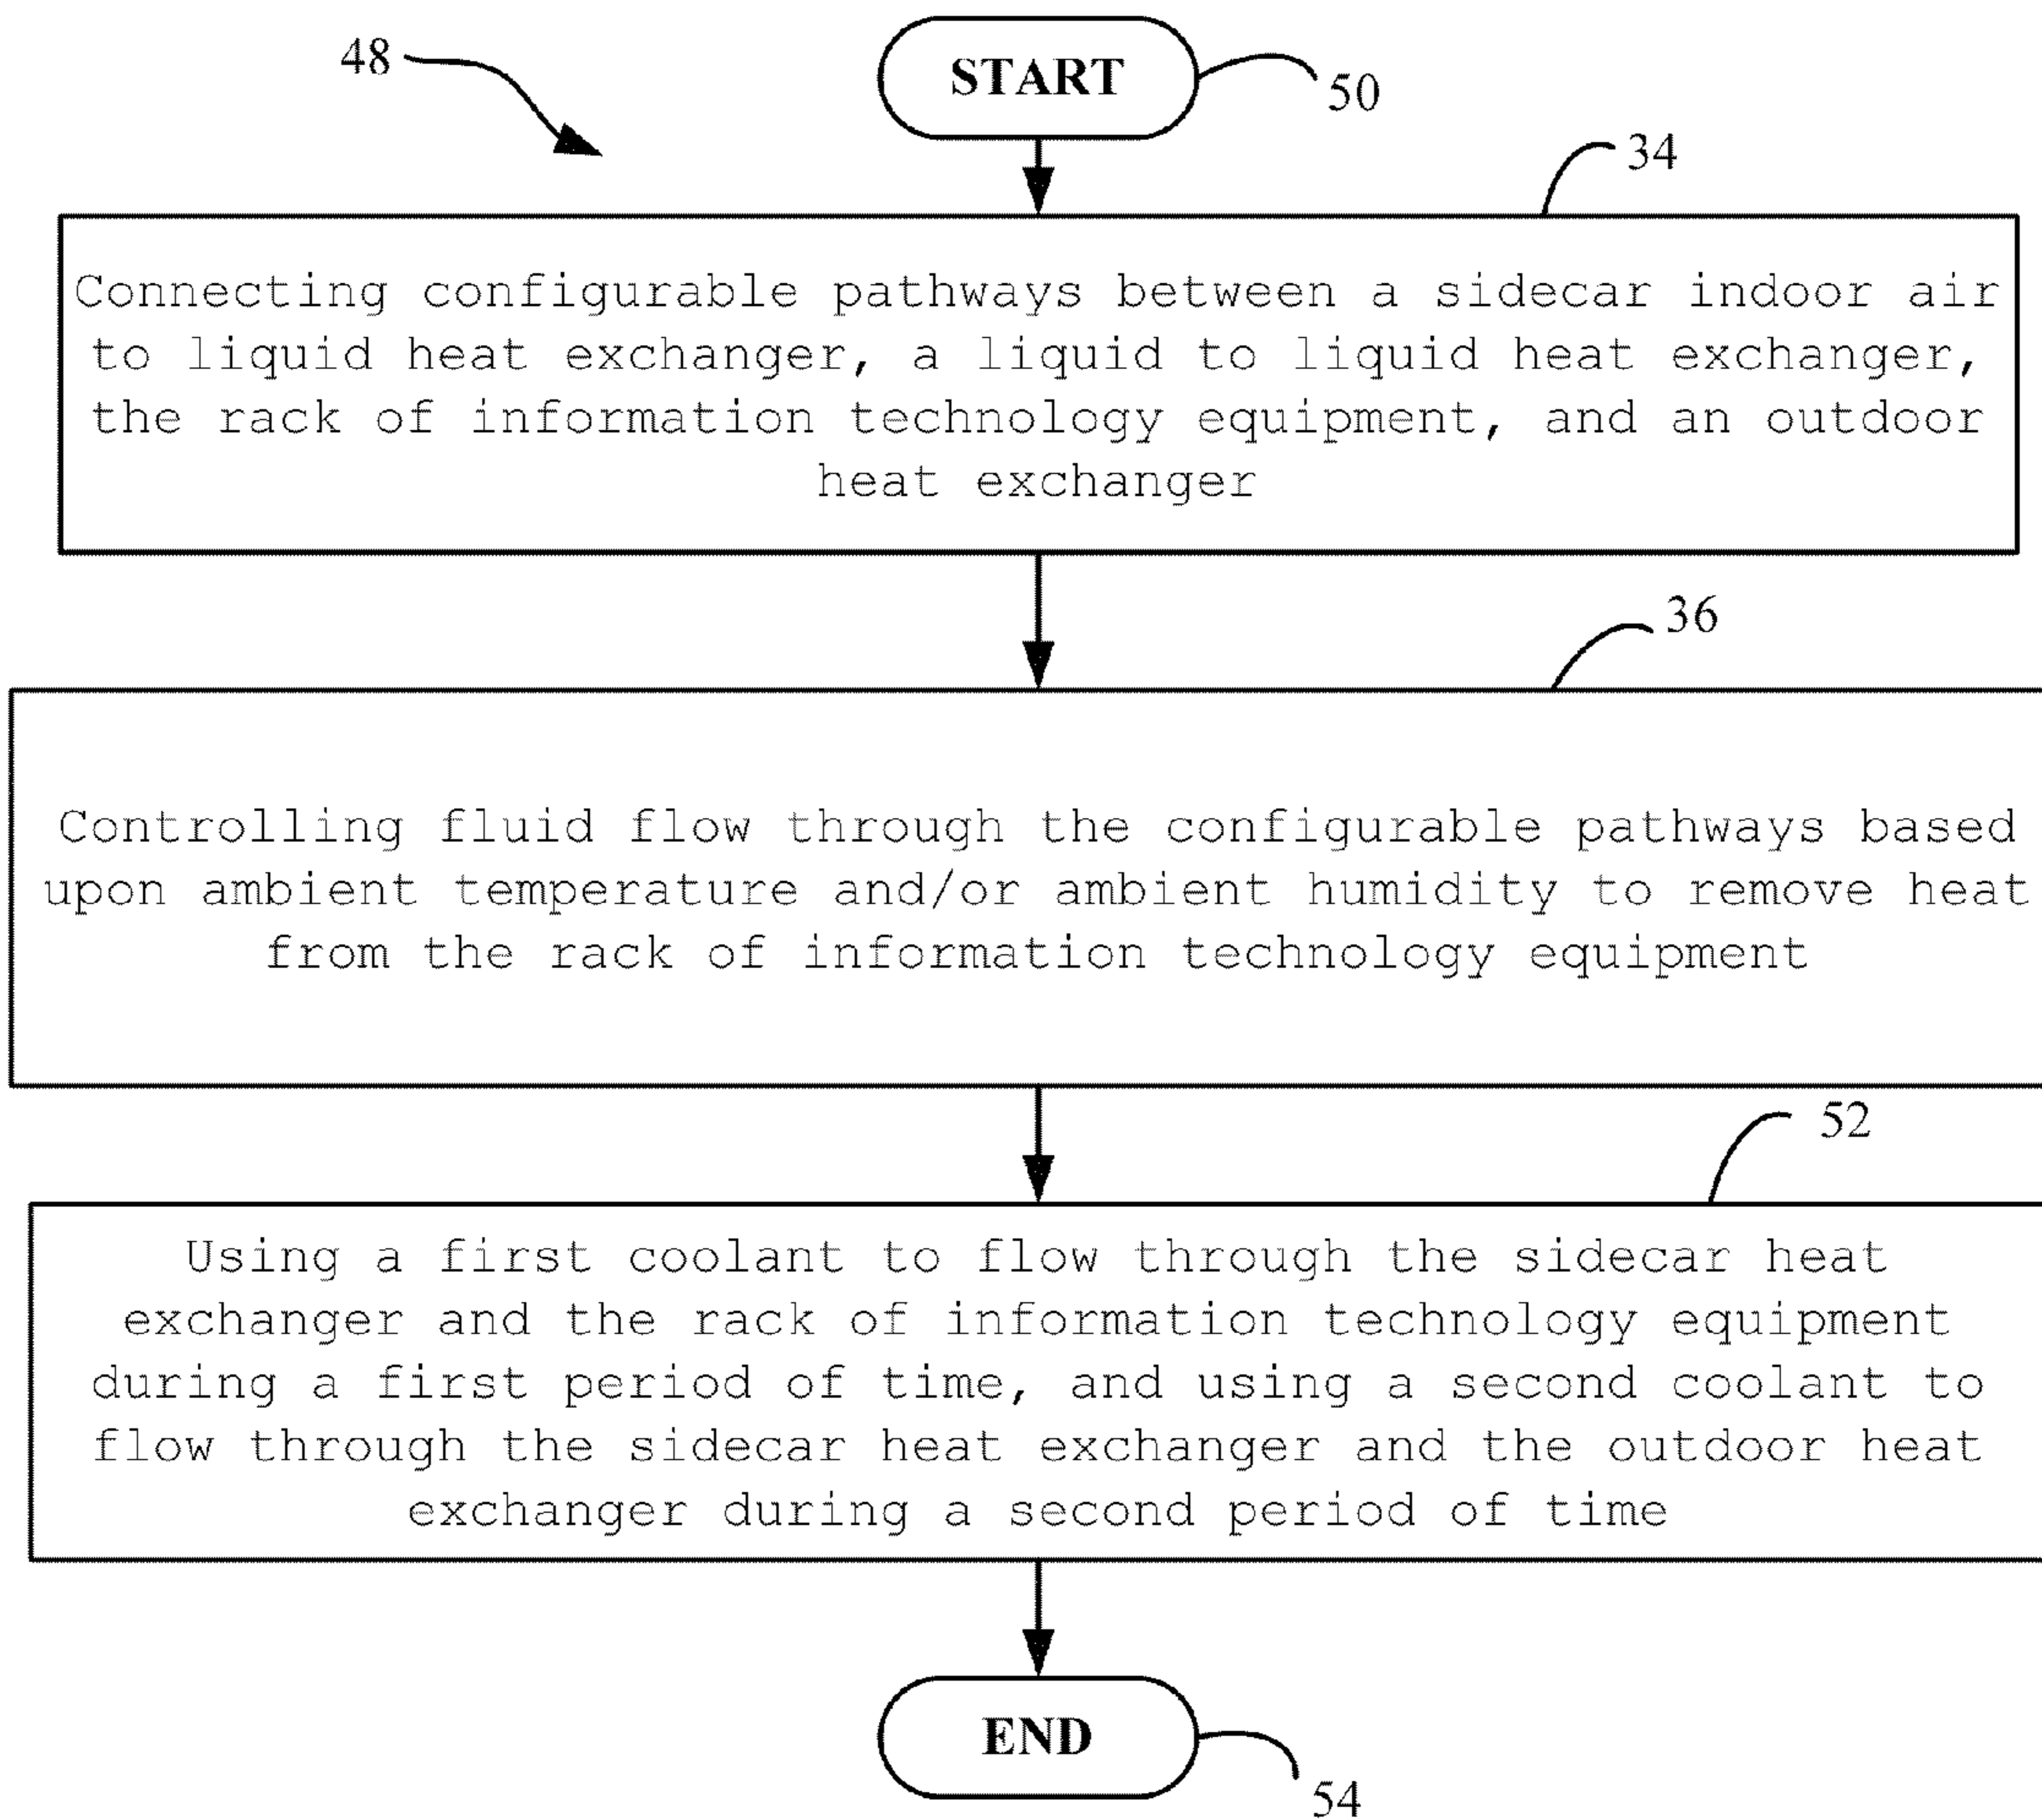 48
START
50
34
Connecting configurable pathways between a sidecar indoor air
to liquid heat exchanger, a liquid to liquid heat exchanger,
the rack of information technology equipment, and an outdoor
heat exchanger
36
Controlling fluid flow through the configurable pathways based
upon ambient temperature and/or ambient humidity to remove heat
from the rack of information technology equipment
52
Using a first coolant to flow through the sidecar heat
exchanger and the rack of information technology equipment
during a first period of time, and using a second coolant to
flow through the sidecar heat exchanger and the outdoor heat
exchanger during a second period of time
END
54